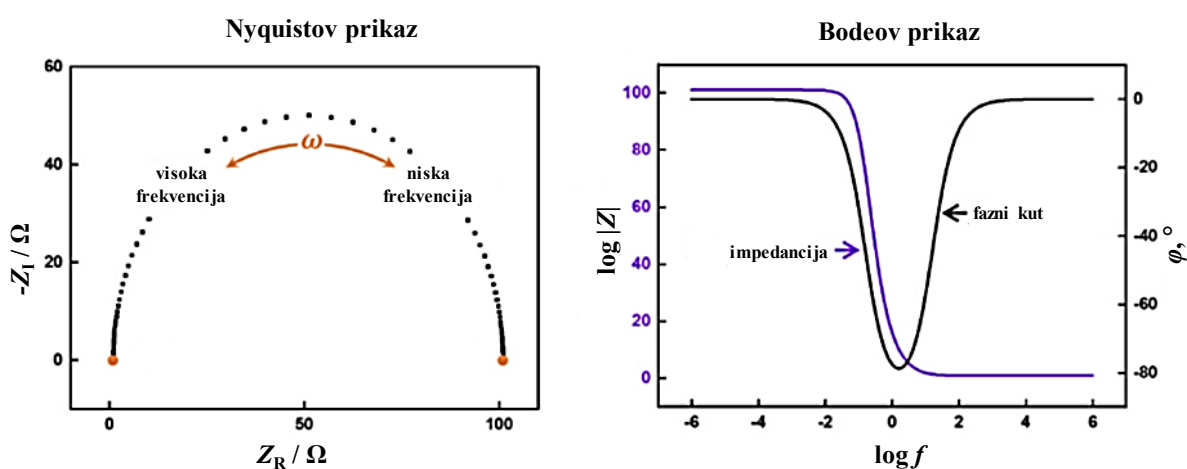 Nyquistov prikaz
60
40
20
0
-Z_I / Ω
ω
visoka
frekvencija
niska
frekvencija
0
50
100
Z_R / Ω
Bodeov prikaz
100
80
60
40
20
0
log |Z|
impedancija
fazni kut
0
-20
-40
-60
-80
φ, °
-6
-4
-2
0
2
4
6
log f